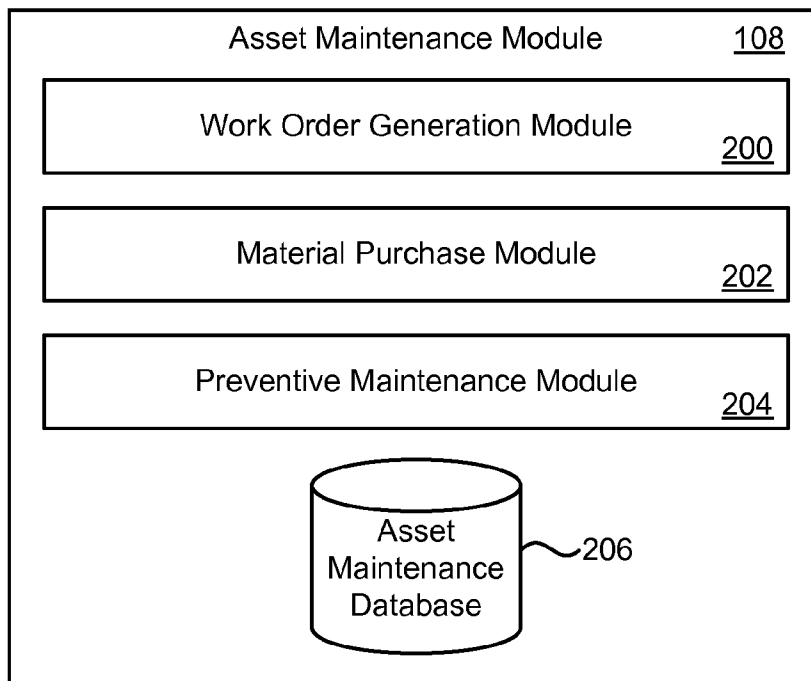 Asset Maintenance Module 108
Work Order Generation Module
200
Material Purchase Module
202
Preventive Maintenance Module
204
Asset
Maintenance
Database
206